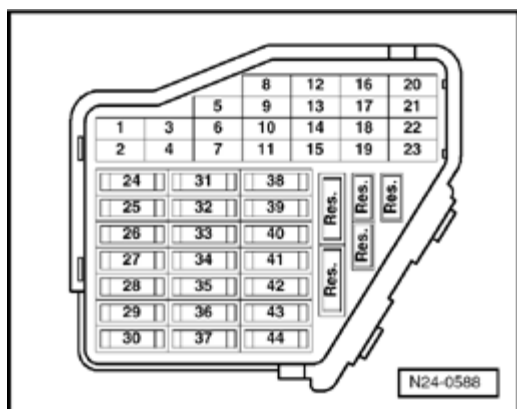 8 12 16 20
5 9 13 17 21
1 3 6 10 14 18 22
2 4 7 11 15 19 23
24 31 38
25 32 39
26 33 40
27 34 41
28 35 42
29 36 43
30 37 44
Res. Res. Res.
Res. Res.
N24-0588